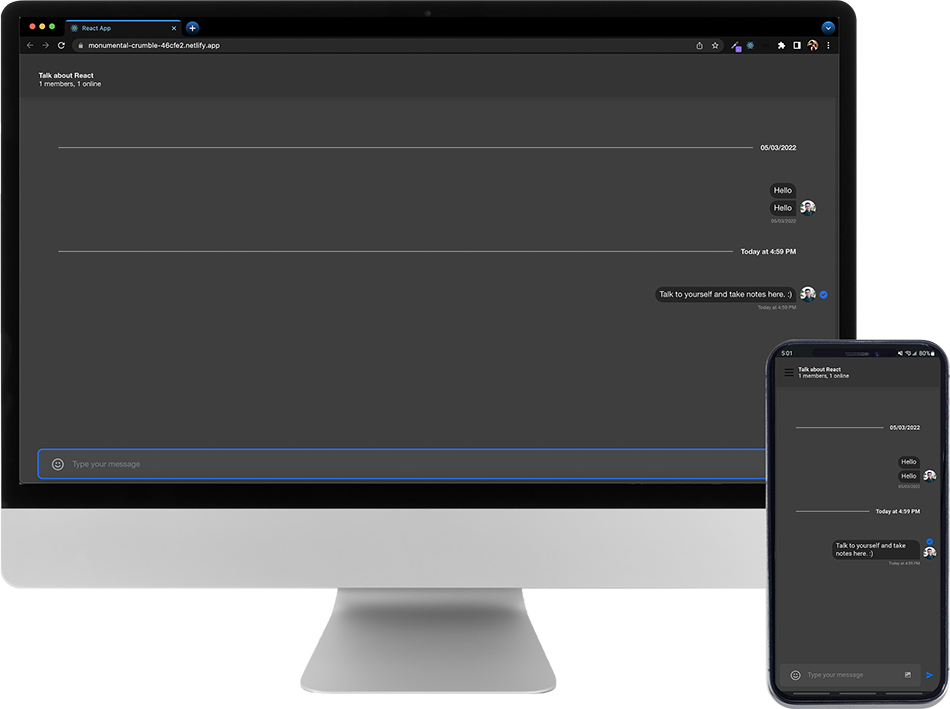 React App
monumental-crumble-46cfe2.netlify.app
Talk about React
1 members, 1 online
05/03/2022
Hello
Hello
05/03/2022
Today at 4:59 PM
Talk to yourself and take notes here. :)
Today at 4:59 PM
Type your message
5:01
80%
Talk about React
1 members, 1 online
05/03/2022
Hello
Hello
05/03/2022
Today at 4:59 PM
Talk to yourself and take
notes here. :)
Today at 4:59 PM
Type your message